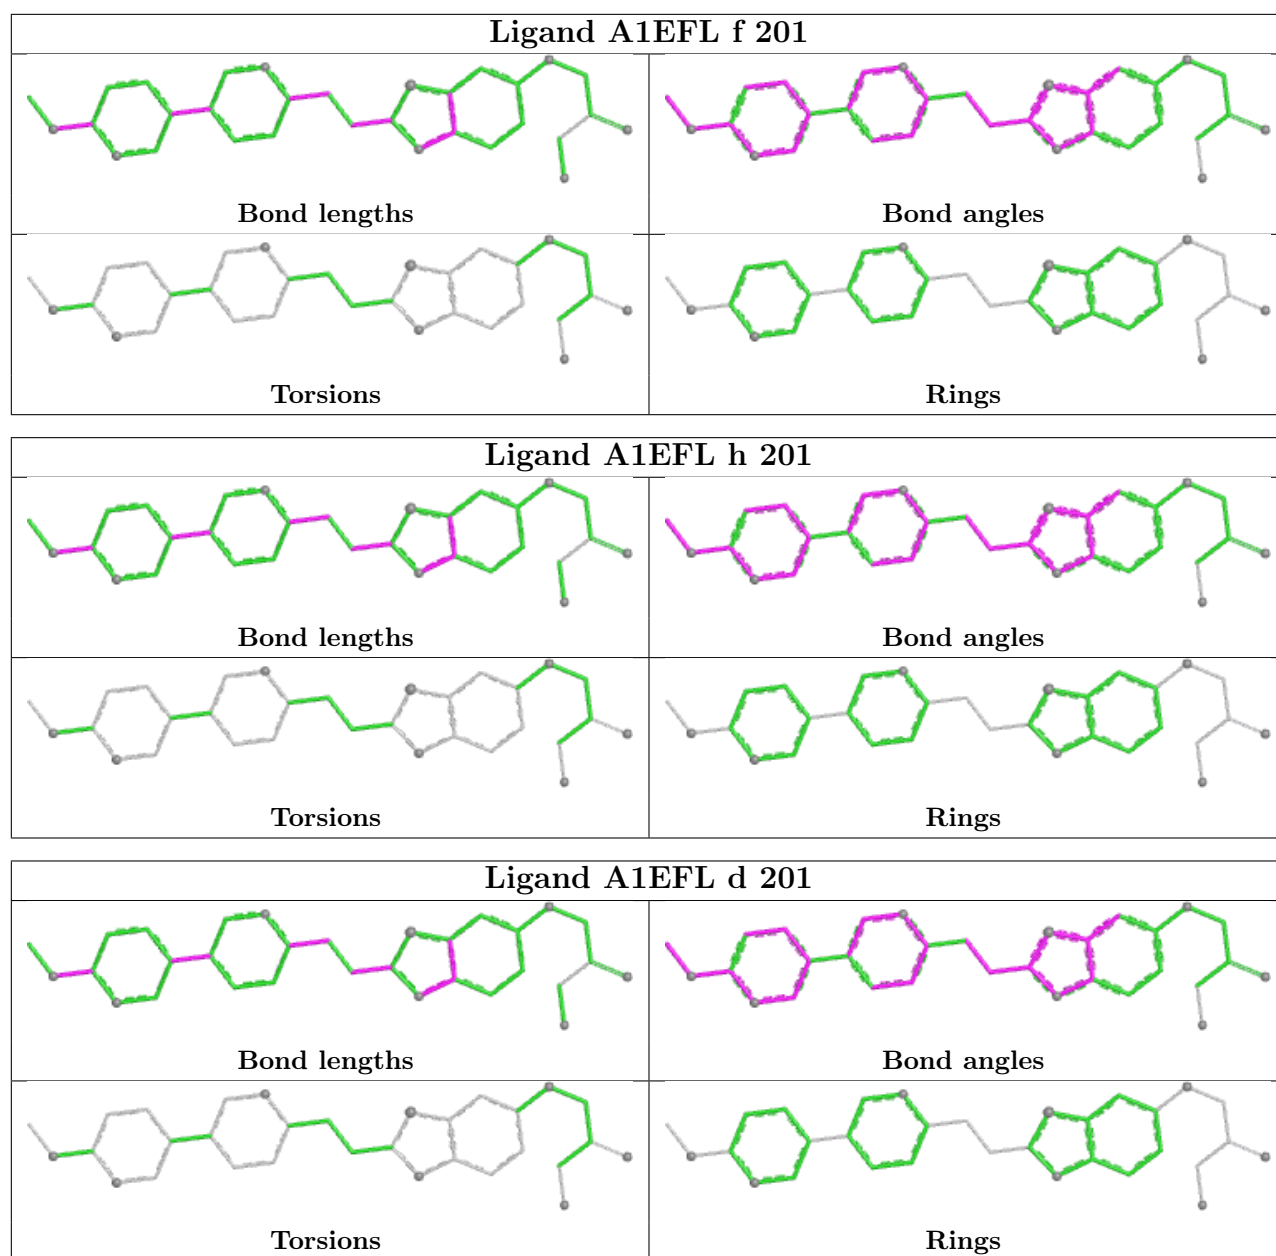 Ligand A1EFL f 201
Bond lengths Bond angles
Torsions Rings
Ligand A1EFL h 201
Bond lengths Bond angles
Torsions Rings
Ligand A1EFL d 201
Bond lengths Bond angles
Torsions Rings